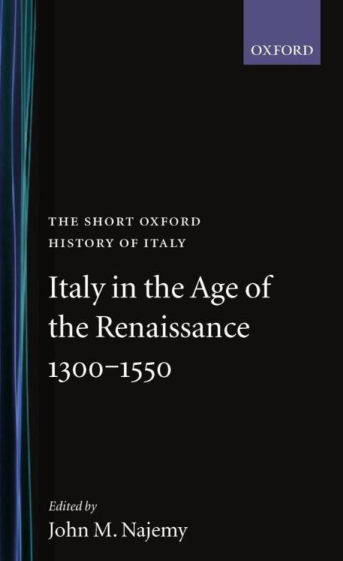 OXFORD
THE SHORT OXFORD
HISTORY OF ITALY
Italy in the Age of
the Renaissance
1300–1550
Edited by
John M. Najemy